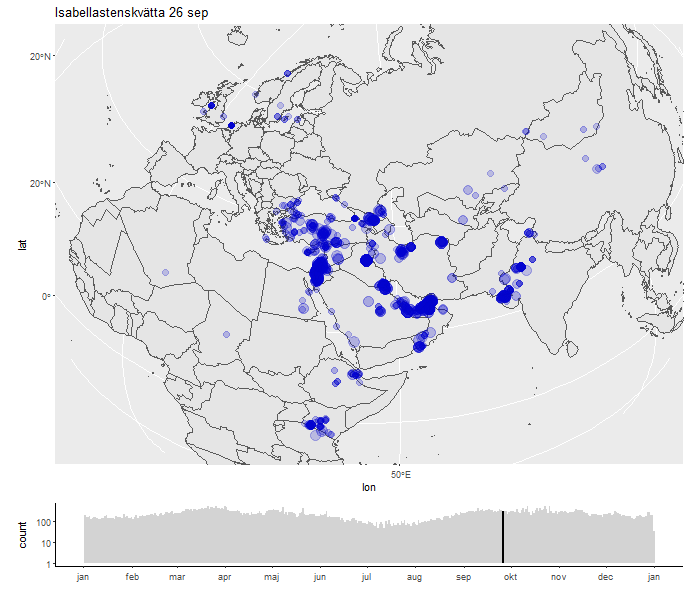 Isabellastenskvätta 26 sep
20°N
20°N
0°
lat
50°E
lon
count
100
10
1
jan feb mar apr maj jun jul aug sep okt nov dec jan